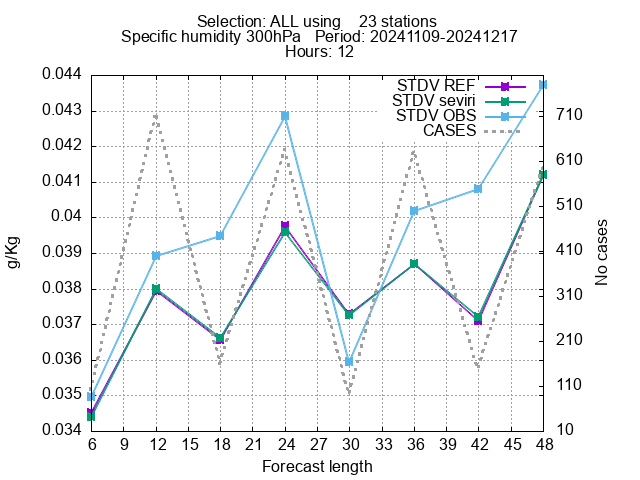 Selection: ALL using    23 stations
Specific humidity 300hPa   Period: 20241109-20241217
Hours: 12
STDV REF
STDV seviri
STDV OBS
CASES
0.044
0.043
0.042
0.041
0.04
0.039
0.038
0.037
0.036
0.035
0.034
g/Kg
710
610
510
410
310
210
110
10
No cases
6 9 12 15 18 21 24 27 30 33 36 39 42 45 48
Forecast length